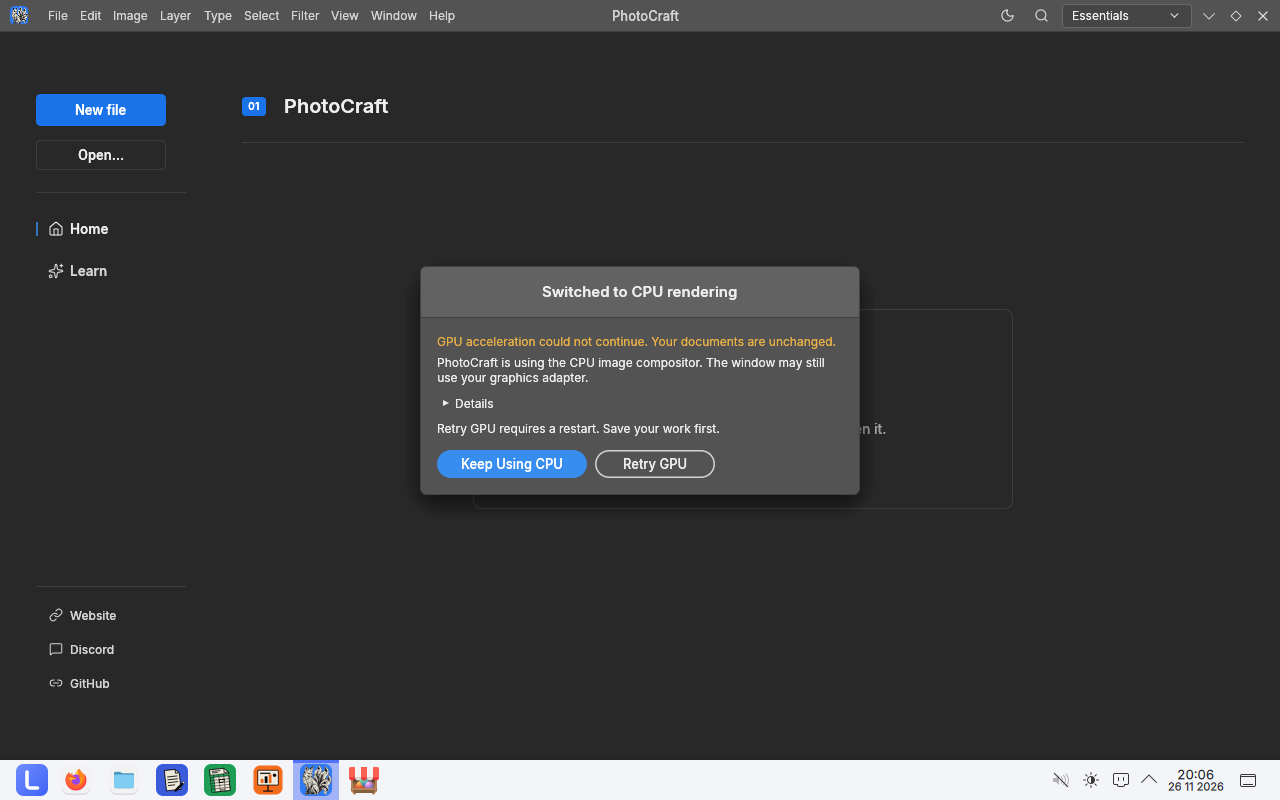 File Edit Image Layer Type Select Filter View Window Help PhotoCraft Essentials
New file
Open...
Home
Learn
01 PhotoCraft
Switched to CPU rendering
GPU acceleration could not continue. Your documents are unchanged.
PhotoCraft is using the CPU image compositor. The window may still
use your graphics adapter.
Details
Retry GPU requires a restart. Save your work first.
Keep Using CPU Retry GPU
it.
Website
Discord
GitHub
20:06
26 11 2026